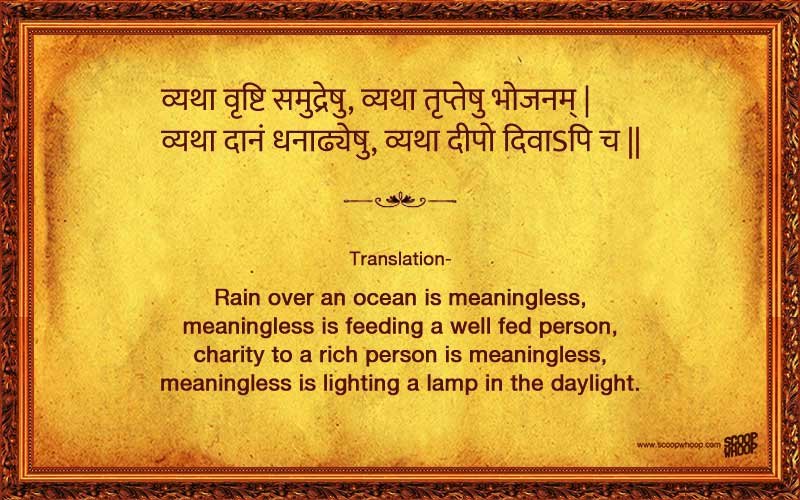 व्यथा वृष्टि समुद्रेषु, व्यथा तृप्तेषु भोजनम् |
व्यथा दानं धनाढ्येषु, व्यथा दीपो दिवाSपि च ||
Translation-
Rain over an ocean is meaningless,
meaningless is feeding a well fed person,
charity to a rich person is meaningless,
meaningless is lighting a lamp in the daylight.
www.scoopwhoop.com SCOOP
WHOOP